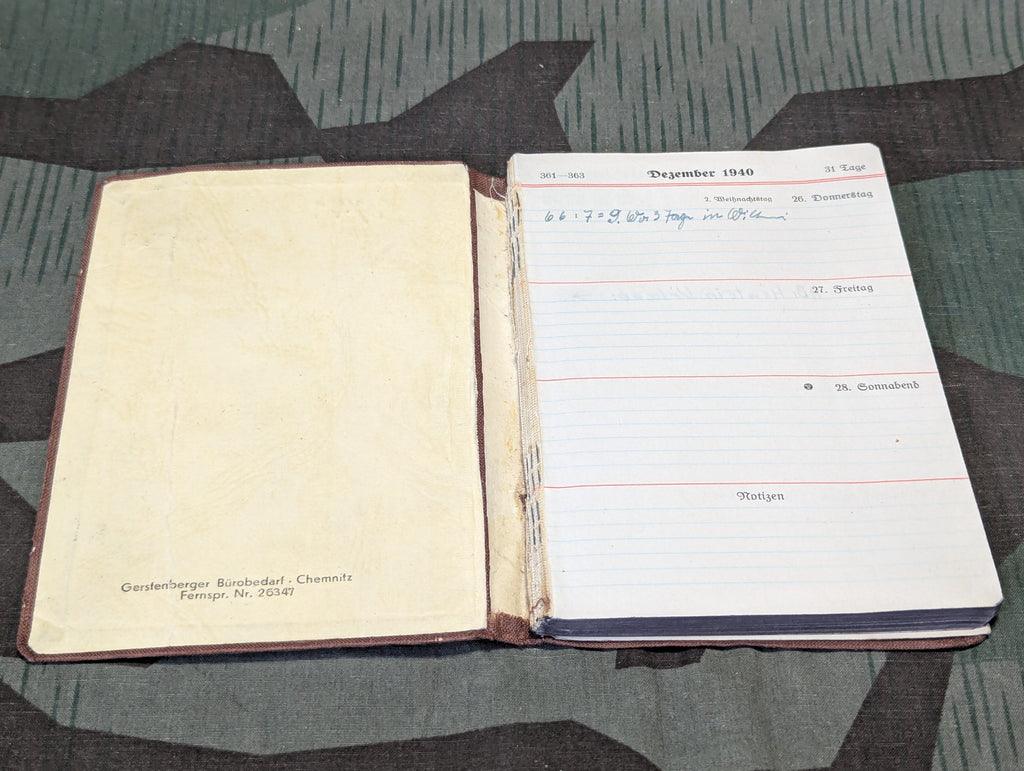 Gerstenberger Bürobedarf · Chemnitz
Fernspr. Nr. 26347
361—363 Dezember 1940 31 Tage
2. Weihnachtstag 26. Donnerstag
66 : 7 = 9. 3 Tage in
27. Freitag
28. Sonnabend
Notizen